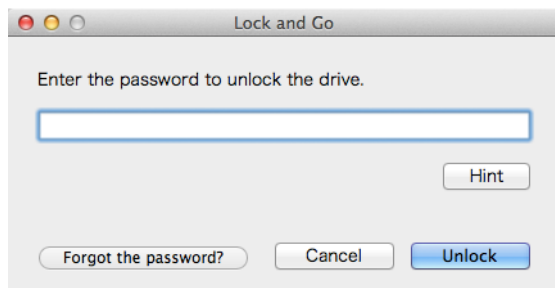 Lock and Go
Enter the password to unlock the drive.
Hint
Forgot the password? Cancel Unlock